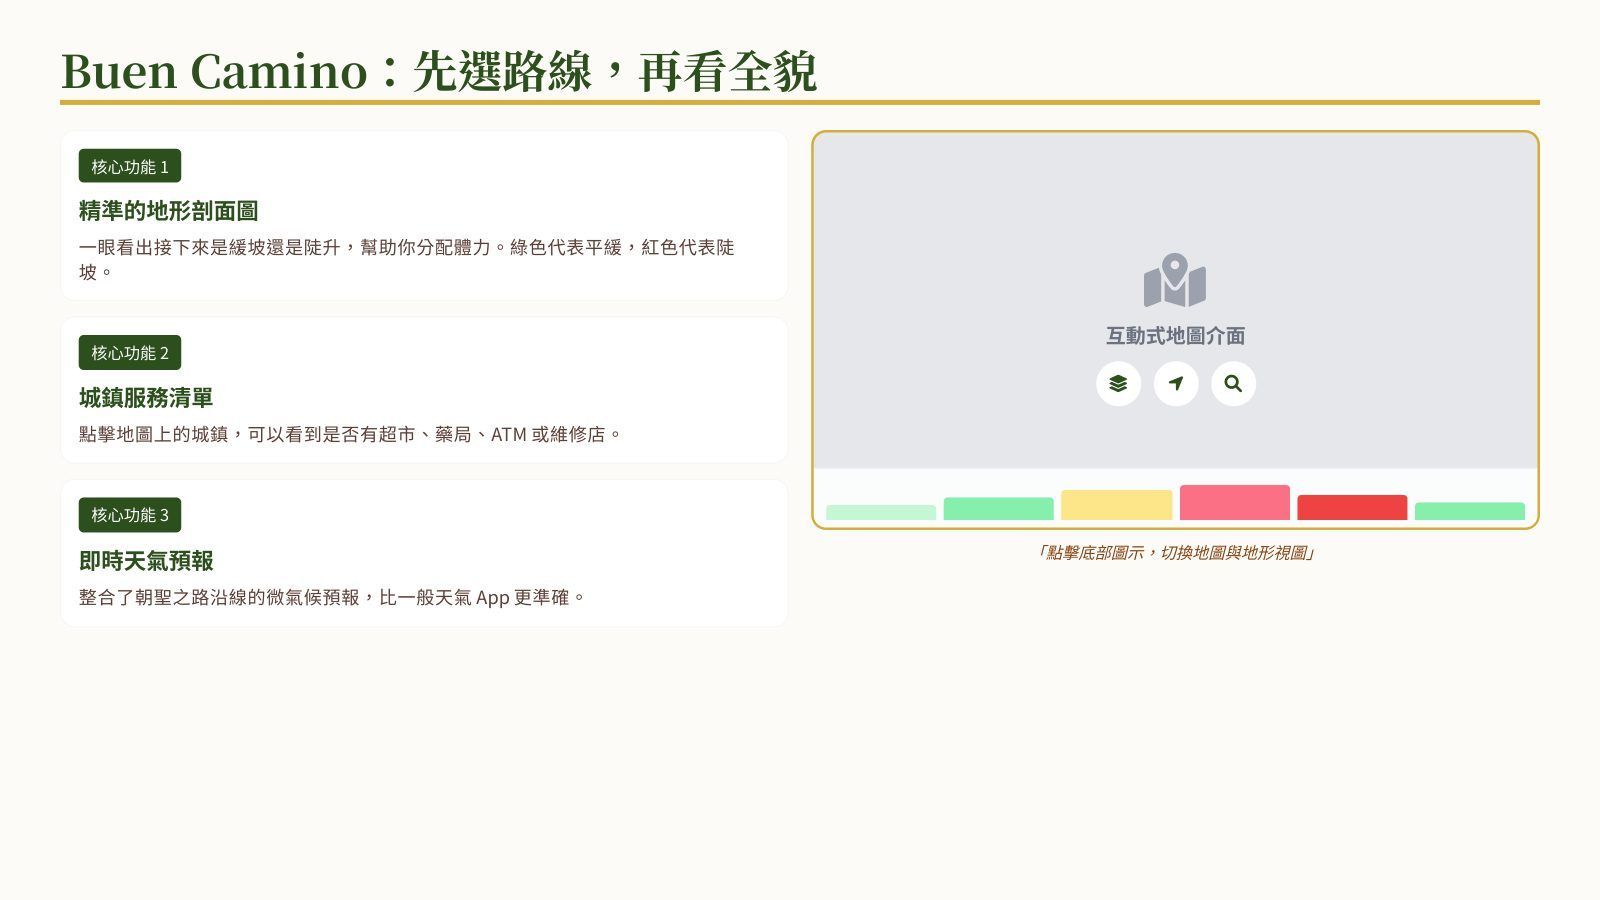 Buen Camino：先選路線，再看全貌
核心功能 1
精準的地形剖面圖
一眼看出接下來是緩坡還是陡升，幫助你分配體力。綠色代表平緩，紅色代表陡
坡。
核心功能 2
城鎮服務清單
點擊地圖上的城鎮，可以看到是否有超市、藥局、ATM 或維修店。
核心功能 3
即時天氣預報
整合了朝聖之路沿線的微氣候預報，比一般天氣 App 更準確。
互動式地圖介面
「點擊底部圖示，切換地圖與地形視圖」